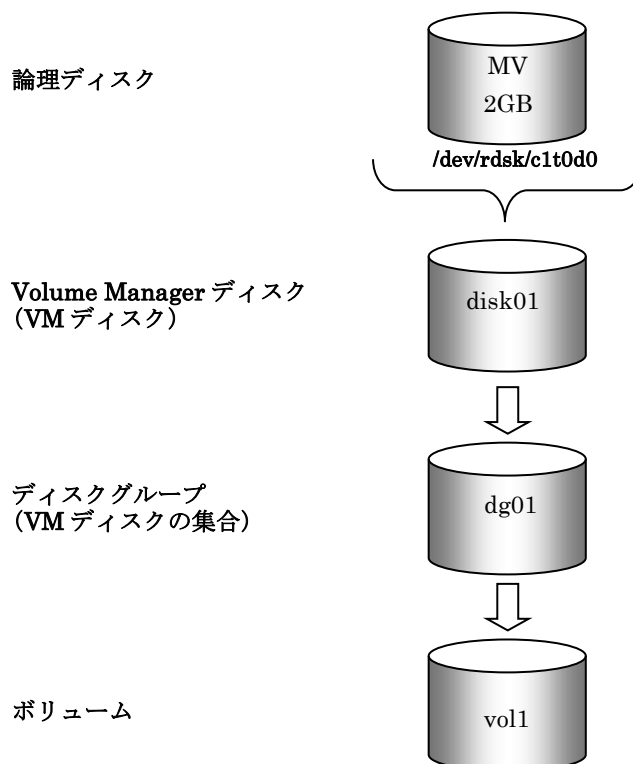 論理ディスク
MV
2GB
/dev/rdsk/c1t0d0
Volume Manager ディスク
（VM ディスク）
disk01
ディスクグループ
（VM ディスクの集合）
dg01
ボリューム
vol1